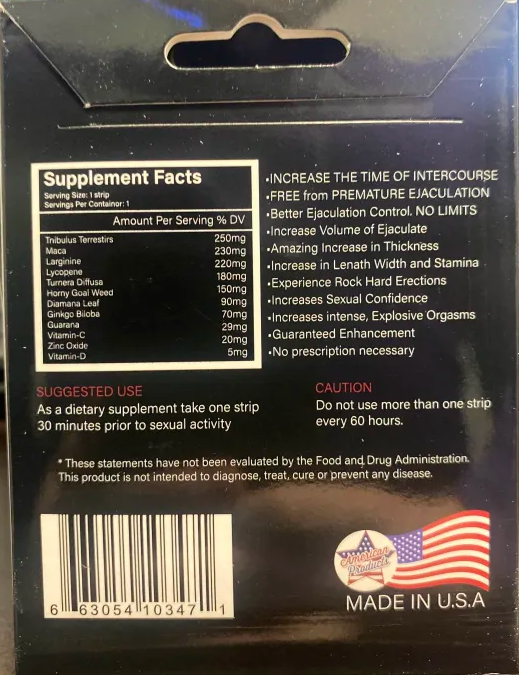 Supplement Facts
Serving Size: 1 strip
Servings Per Container: 1
Amount Per Serving % DV
Tribulus Terrestirs 250mg
Maca 230mg
Larginine 220mg
Lycopene 180mg
Turnera Diffusa 150mg
Horny Goal Weed 90mg
Diamana Leaf 70mg
Ginkgo Biloba 29mg
Guarana 20mg
Vitamin-C 5mg
Zinc Oxide
Vitamin-D
•INCREASE THE TIME OF INTERCOURSE
•FREE from PREMATURE EJACULATION
•Better Ejaculation Control. NO LIMITS
•Increase Volume of Ejaculate
•Amazing Increase in Thickness
•Increase in Lenath Width and Stamina
•Experience Rock Hard Erections
•Increases Sexual Confidence
•Increases intense, Explosive Orgasms
•Guaranteed Enhancement
•No prescription necessary
SUGGESTED USE
As a dietary supplement take one strip
30 minutes prior to sexual activity
CAUTION
Do not use more than one strip
every 60 hours.
* These statements have not been evaluated by the Food and Drug Administration.
This product is not intended to diagnose, treat, cure or prevent any disease.
6 63054 10347 1
American
Products
MADE IN U.S.A